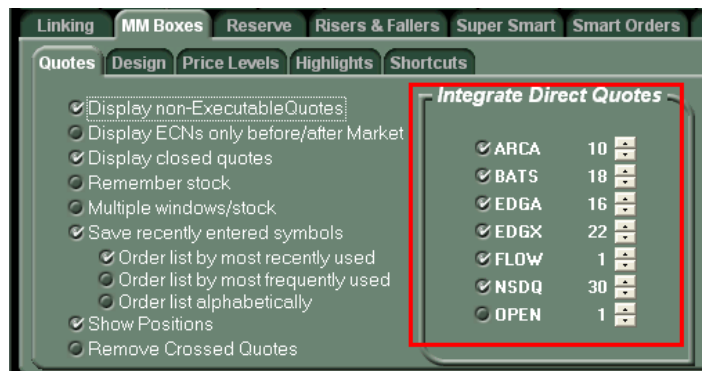 Linking MM Boxes Reserve Risers & Fallers Super Smart Smart Orders
Quotes Design Price Levels Highlights Shortcuts
Display non-ExecutableQuotes
Display ECNs only before/after Market
Display closed quotes
Remember stock
Multiple windows/stock
Save recently entered symbols
Order list by most recently used
Order list by most frequently used
Order list alphabetically
Show Positions
Remove Crossed Quotes
Integrate Direct Quotes
ARCA 10
BATS 18
EDGA 16
EDGX 22
FLOW 1
NSDQ 30
OPEN 1